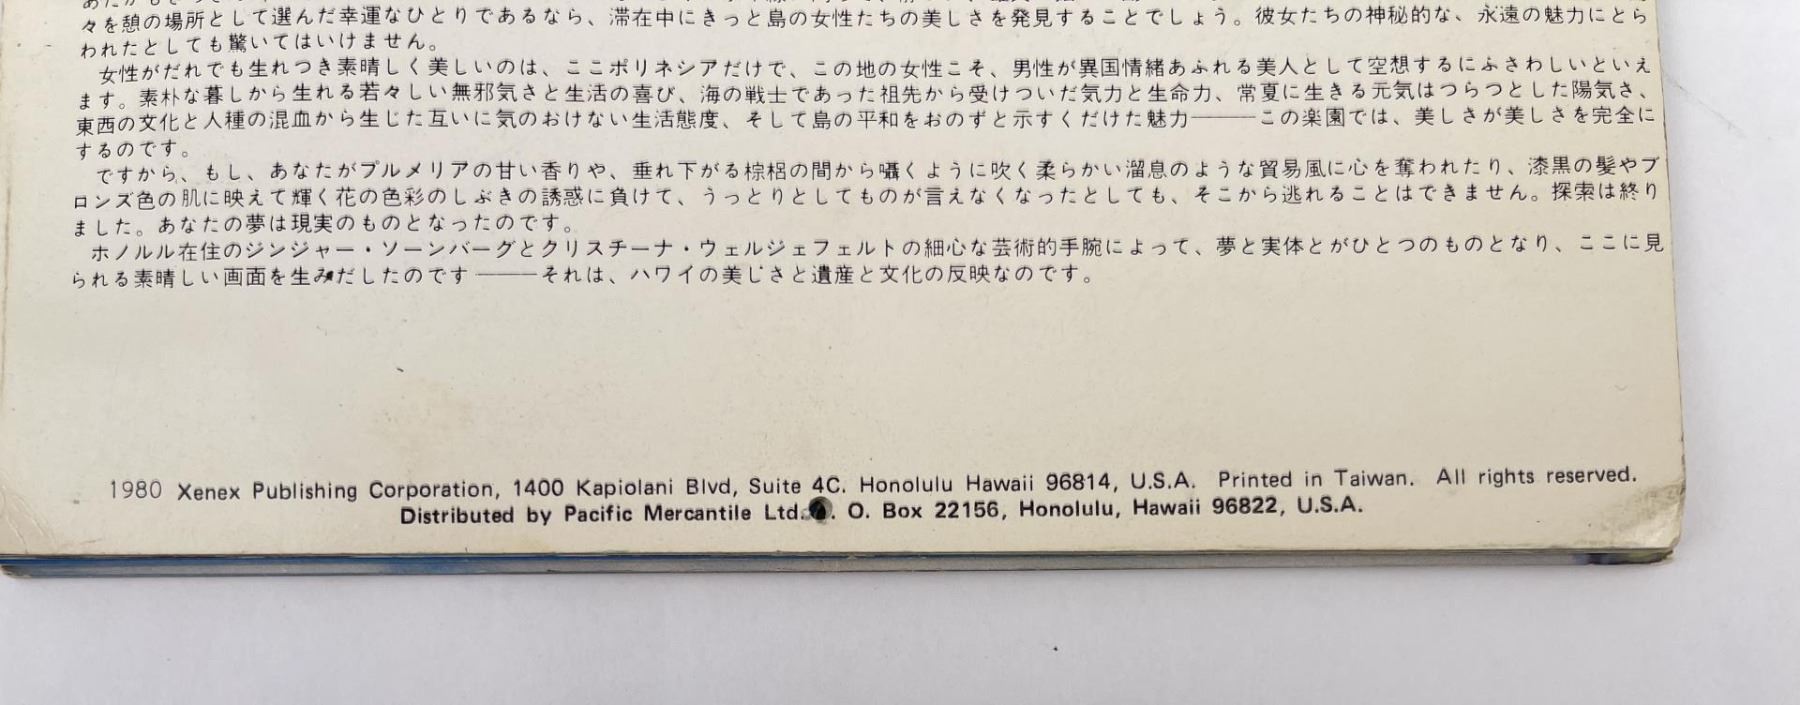 々を憩の場所として選んだ幸運なひとりであるなら、滞在中にきっと島の女性たちの美しさを発見することでしょう。彼女たちの神秘的な、永遠の魅力にとら
われたとしても驚いてはいけません。
女性がだれでも生れつき素晴しく美しいのは、ここポリネシアだけで、この地の女性こそ、男性が異国情緒あふれる美人として空想するにふさわしいといえ
ます。素朴な暮しから生れる若々しい無邪気さと生活の喜び、海の戦士であった祖先から受けついだ気力と生命力、常夏に生きる元気はつらつとした陽気さ、
東西の文化と人種の混血から生じた互いに気のおけない生活態度、そして島の平和をおのずと示すくだけた魅力———この楽園では、美しさが美しさを完全に
するのです。
ですから、もし、あなたがプルメリアの甘い香りや、垂れ下がる棕梠の間から囁くように吹く柔らかい溜息のような貿易風に心を奪われたり、漆黒の髪やブ
ロンズ色の肌に映えて輝く花の色彩のしぶきの誘惑に負けて、うっとりとしてものが言えなくなったとしても、そこから逃れることはできません。探索は終り
ました。あなたの夢は現実のものとなったのです。
ホノルル在住のジンジャー・ソーンバーグとクリスチーナ・ウェルジェフェルトの細心な芸術的手腕によって、夢と実体とがひとつのものとなり、ここに見
られる素晴しい画面を生みだしたのです———それは、ハワイの美しさと遺産と文化の反映なのです。
1980 Xenex Publishing Corporation, 1400 Kapiolani Blvd, Suite 4C. Honolulu Hawaii 96814, U.S.A. Printed in Taiwan. All rights reserved.
Distributed by Pacific Mercantile Ltd. . O. Box 22156, Honolulu, Hawaii 96822, U.S.A.